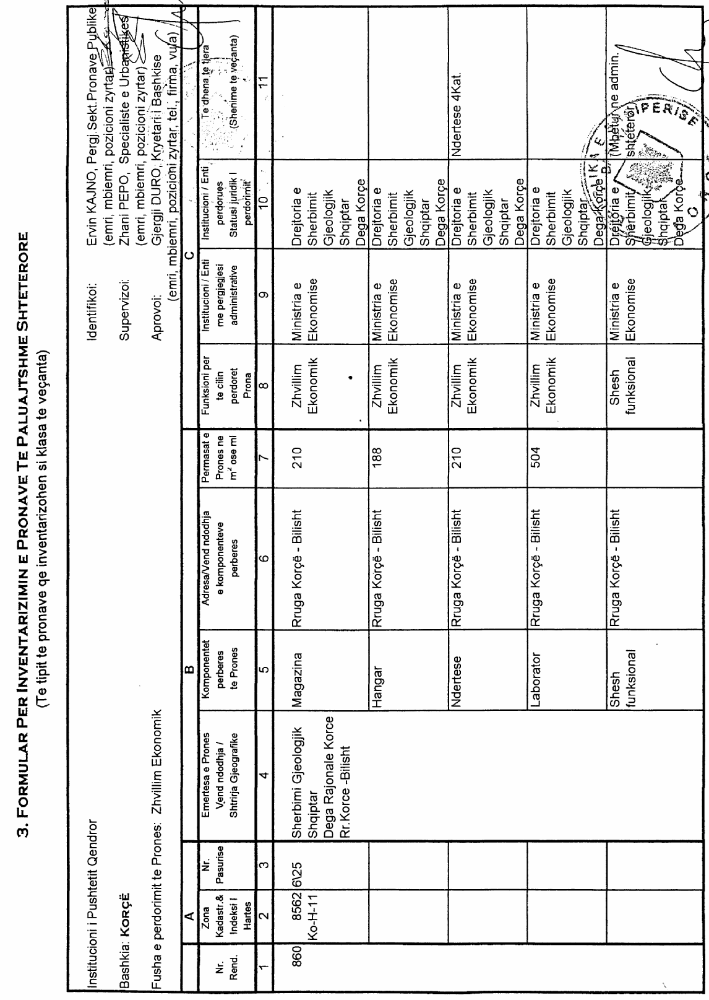 3. FORMULAR PER INVENTARIZIMIN E PRONAVE TE PALUAJTSHME SHTETERORE
(Te tipit te pronave qe inventarizohen si klasa te veçanta)
Institucioni i Pushtetit Qendror
Identifikoi: Ervin KAJNO, Pergj.Sekt.Pronave Publike
(emri, mbiemri, pozicioni zyrtar)
Bashkia: KORÇË
Supervizoi: Zhani PEPO, Specialiste e Urbanistikes
(emri, mbiemri, pozicioni zyrtar)
Fusha e perdorimit te Prones: Zhvillim Ekonomik
Aprovoi: Gjergji DURO, Kryetari i Bashkise
(emri, mbiemri, pozicioni zyrtar, tel., firma, vula)
A B C
Nr. Rend.
Zona Kadastr.& Indeksi i Hartes
Nr. Pasurise
Emertesa e Prones Vend ndodhja / Shtrirja Gjeografike
Komponentet perberes te Prones
Adresa/Vend ndodhja e komponenteve perberes
Permasat e Prones ne m² ose ml
Funksioni per te cilin perdoret Prona
Institucioni / Enti me pergjegjesi administrative
Institucioni / Enti perdorues Statusi juridik I perdorimit
Te dhena te tjera (Shenime te veçanta)
1 2 3 4 5 6 7 8 9 10 11
860 8562 6\25 Sherbimi Gjeologjik Magazina Rruga Korçë - Bilisht 210 Zhvillim Ministria e Drejtoria e
Ko-H-11 Shqiptar Ekonomik Ekonomise Sherbimit
Dega Rajonale Korce Gjeologjik
Rr.Korce -Bilisht Shqiptar
Dega Korçe
Hangar Rruga Korçë - Bilisht 188 Zhvillim Ministria e Drejtoria e
Ekonomik Ekonomise Sherbimit
Gjeologjik
Shqiptar
Dega Korçe
Ndertese Rruga Korçë - Bilisht 210 Zhvillim Ministria e Drejtoria e Ndertese 4Kat.
Ekonomik Ekonomise Sherbimit
Gjeologjik
Shqiptar
Dega Korçe
Laborator Rruga Korçë - Bilisht 504 Zhvillim Ministria e Drejtoria e
Ekonomik Ekonomise Sherbimit
Gjeologjik
Shqiptar
Dega Korçe
Shesh Rruga Korçë - Bilisht Shesh Ministria e Drejtoria e (Mbetur ne admin.
funksional funksional Ekonomise Sherbimit shteteror)
Gjeologjik
Shqiptar
Dega Korçe